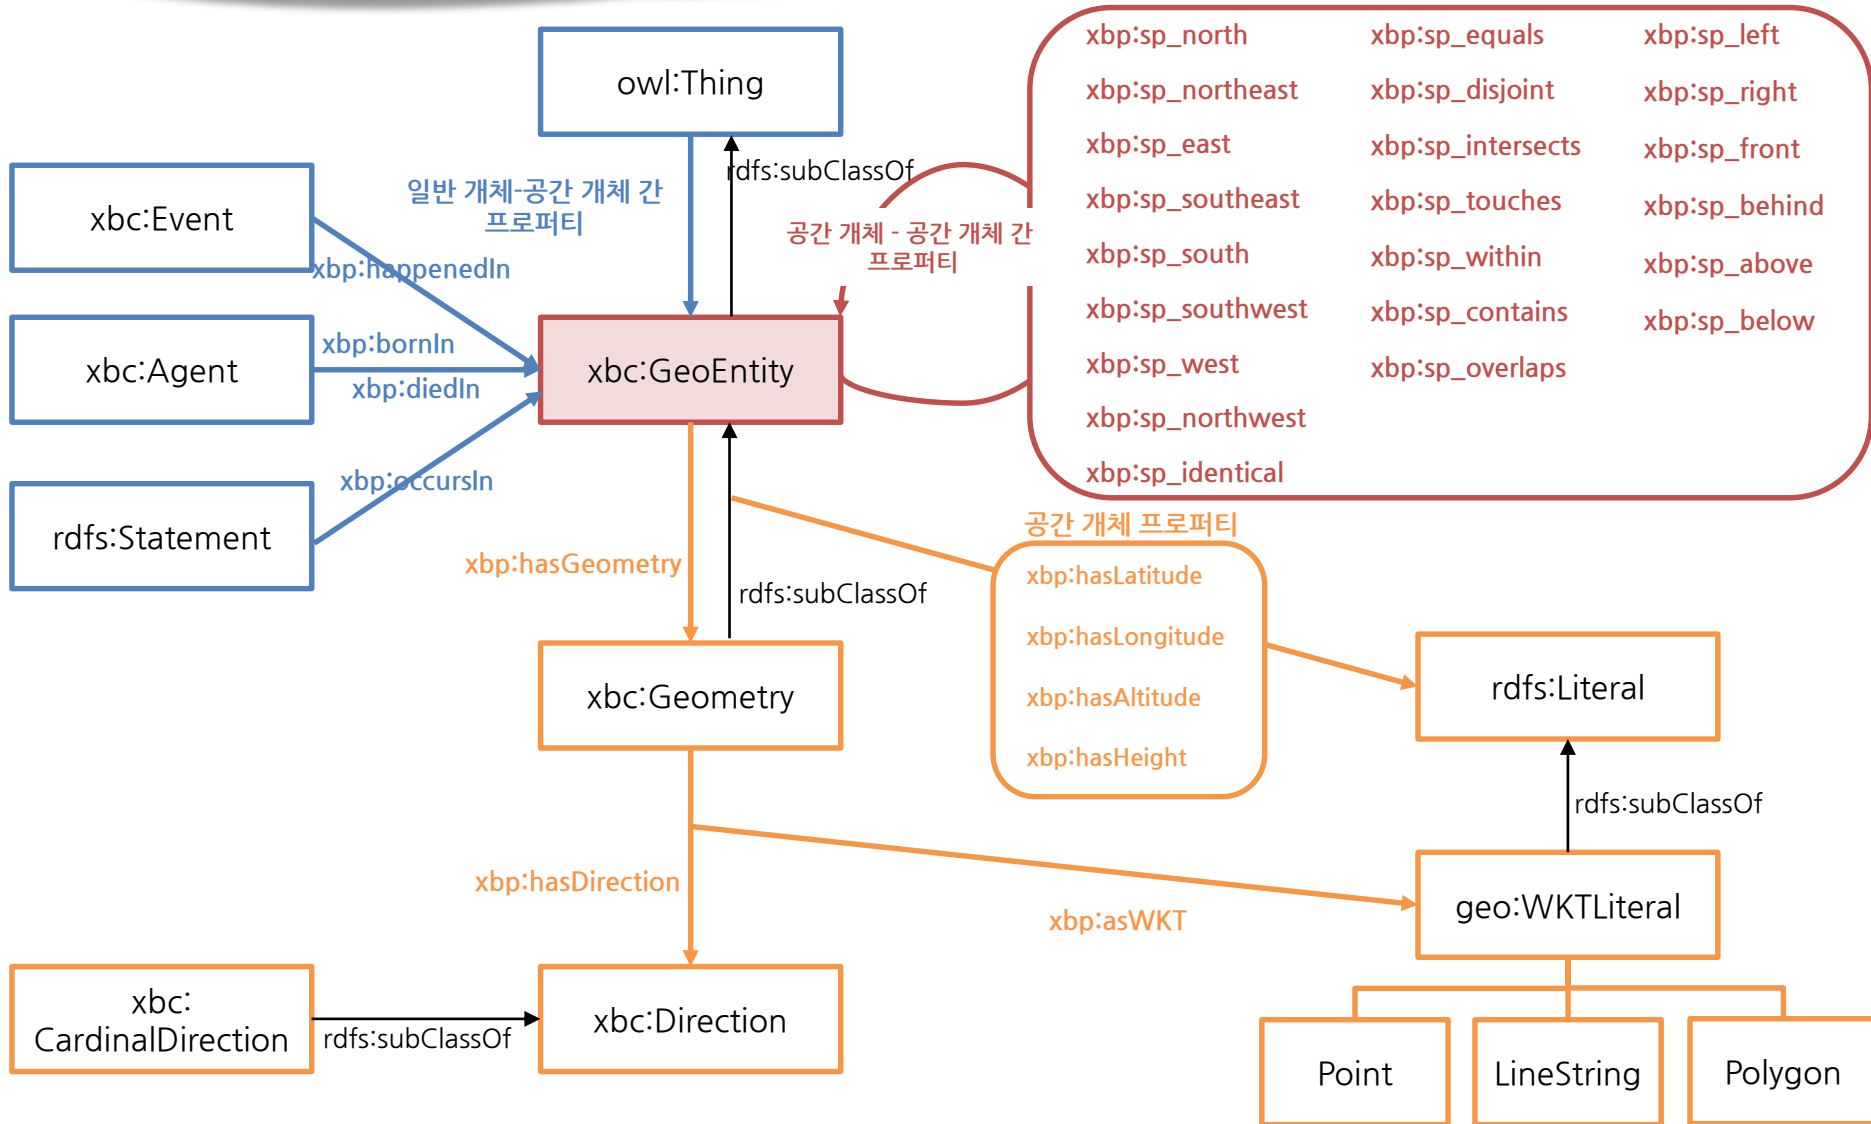 owl:Thing
rdfs:subClassOf
일반 개체-공간 개체 간
프로퍼티
xbc:Event
xbp:happenedIn
xbc:Agent
xbp:bornIn
xbp:diedIn
rdfs:Statement
xbp:occursIn
xbc:GeoEntity
공간 개체 - 공간 개체 간
프로퍼티
xbp:sp_north
xbp:sp_northeast
xbp:sp_east
xbp:sp_southeast
xbp:sp_south
xbp:sp_southwest
xbp:sp_west
xbp:sp_northwest
xbp:sp_identical
xbp:sp_equals
xbp:sp_disjoint
xbp:sp_intersects
xbp:sp_touches
xbp:sp_within
xbp:sp_contains
xbp:sp_overlaps
xbp:sp_left
xbp:sp_right
xbp:sp_front
xbp:sp_behind
xbp:sp_above
xbp:sp_below
xbp:hasGeometry
rdfs:subClassOf
공간 개체 프로퍼티
xbp:hasLatitude
xbp:hasLongitude
xbp:hasAltitude
xbp:hasHeight
xbc:Geometry
rdfs:Literal
rdfs:subClassOf
xbp:hasDirection
xbp:asWKT
geo:WKTLiteral
xbc:
CardinalDirection
rdfs:subClassOf
xbc:Direction
Point
LineString
Polygon